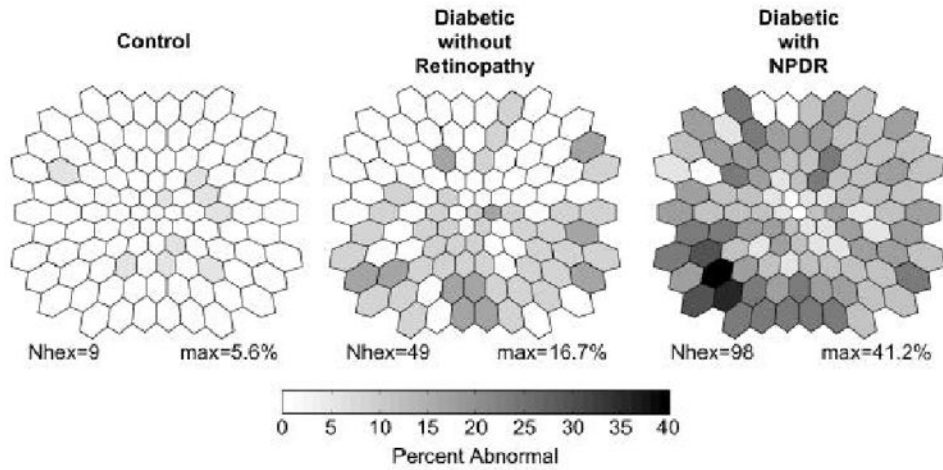 Control
Diabetic
without
Retinopathy
Diabetic
with
NPDR
Nhex=9 max=5.6%
Nhex=49 max=16.7%
Nhex=98 max=41.2%
0 5 10 15 20 25 30 35 40
Percent Abnormal